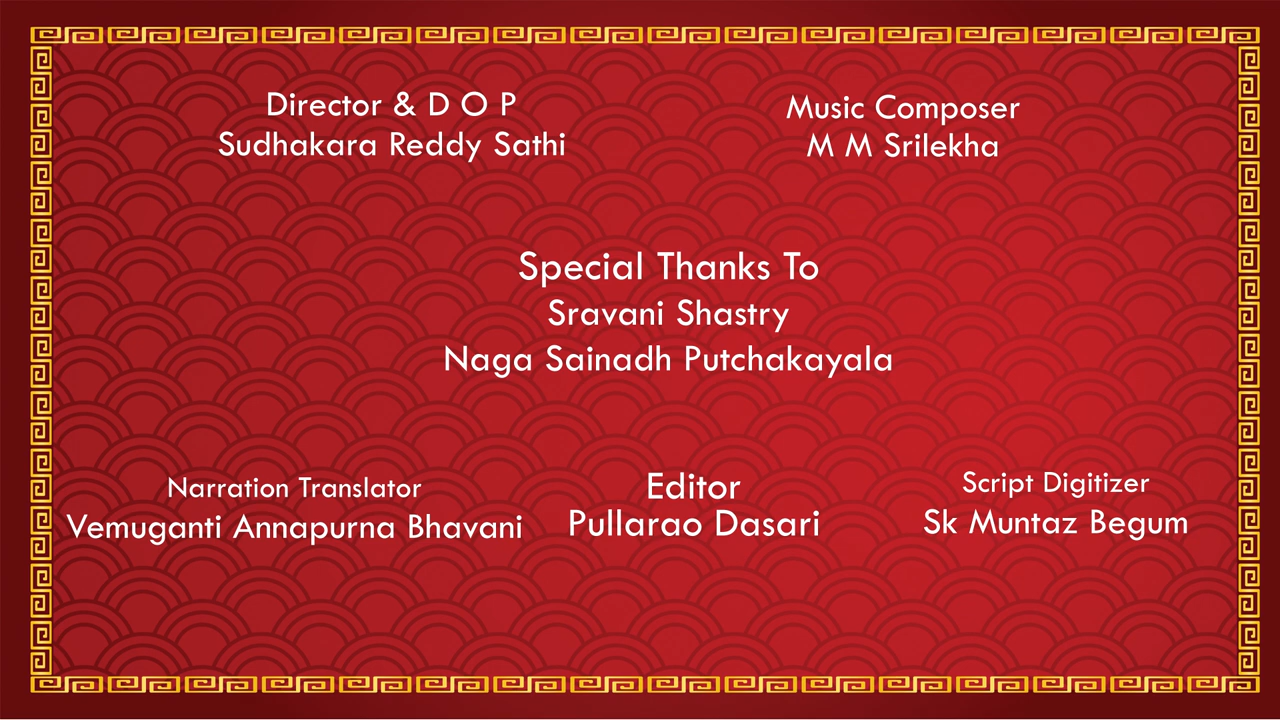 Director & D O P
Sudhakara Reddy Sathi
Music Composer
M M Srilekha
Special Thanks To
Sravani Shastry
Naga Sainadh Putchakayala
Narration Translator
Vemuganti Annapurna Bhavani
Editor
Pullarao Dasari
Script Digitizer
Sk Muntaz Begum